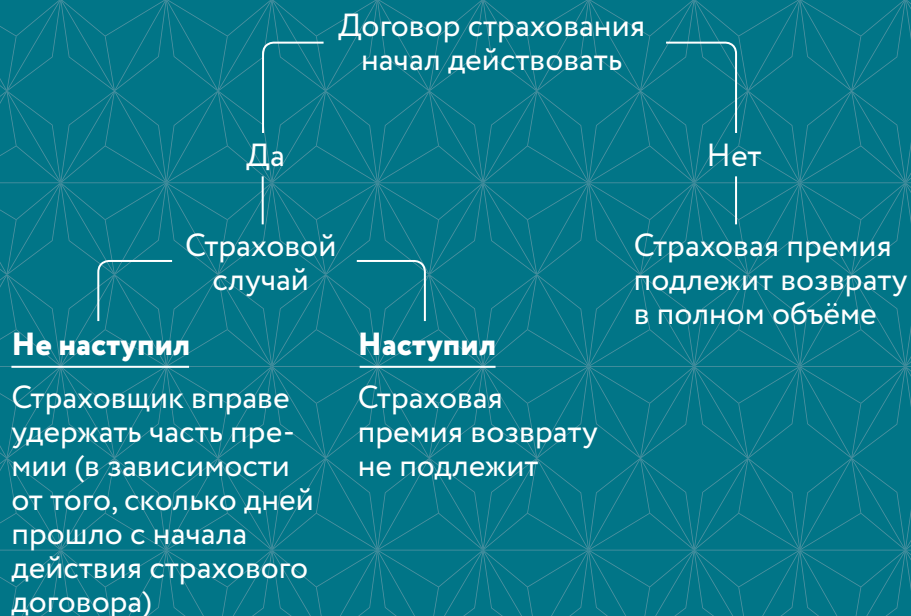 Договор страхования
начал действовать
Да
Нет
Страховой
случай
Страховая премия
подлежит возврату
в полном объёме
Не наступил
Страховщик вправе
удержать часть пре-
мии (в зависимости
от того, сколько дней
прошло с начала
действия страхового
договора)
Наступил
Страховая
премия возврату
не подлежит